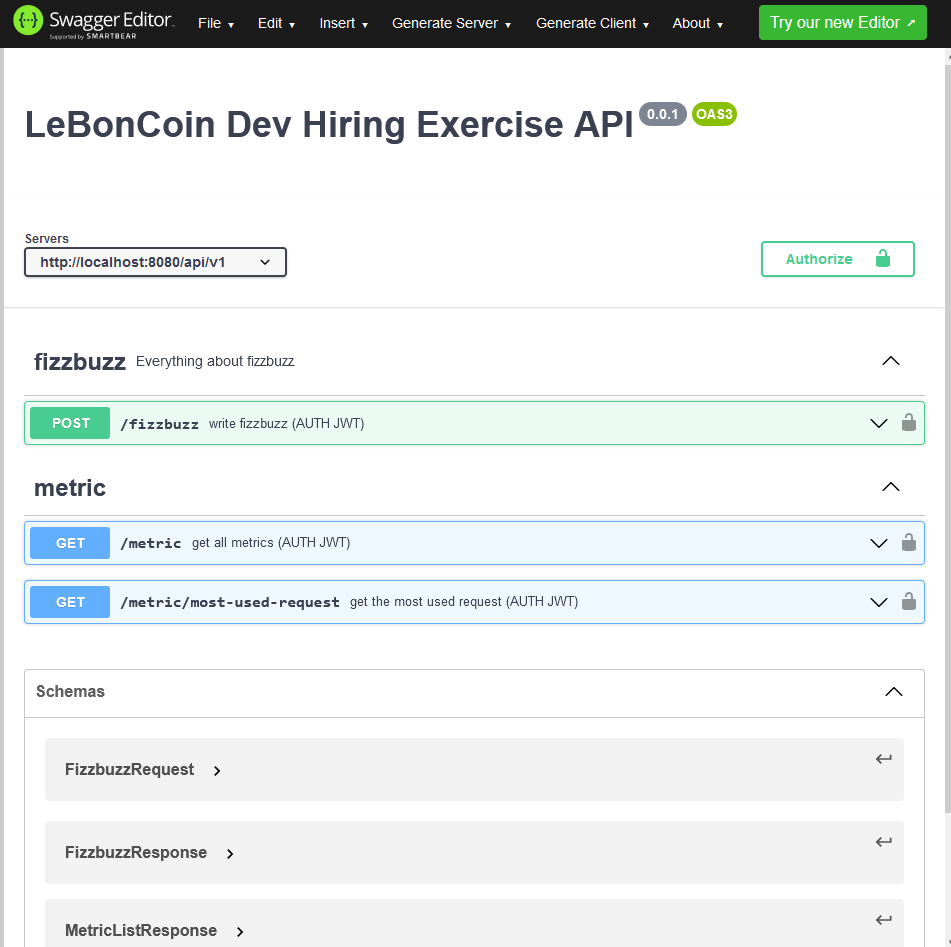 Swagger Editor
Supported by SMARTBEAR
File Edit Insert Generate Server Generate Client About Try our new Editor
LeBonCoin Dev Hiring Exercise API 0.0.1 OAS3
Servers
http://localhost:8080/api/v1
Authorize
fizzbuzz Everything about fizzbuzz
POST /fizzbuzz write fizzbuzz (AUTH JWT)
metric
GET /metric get all metrics (AUTH JWT)
GET /metric/most-used-request get the most used request (AUTH JWT)
Schemas
FizzbuzzRequest
FizzbuzzResponse
MetricListResponse